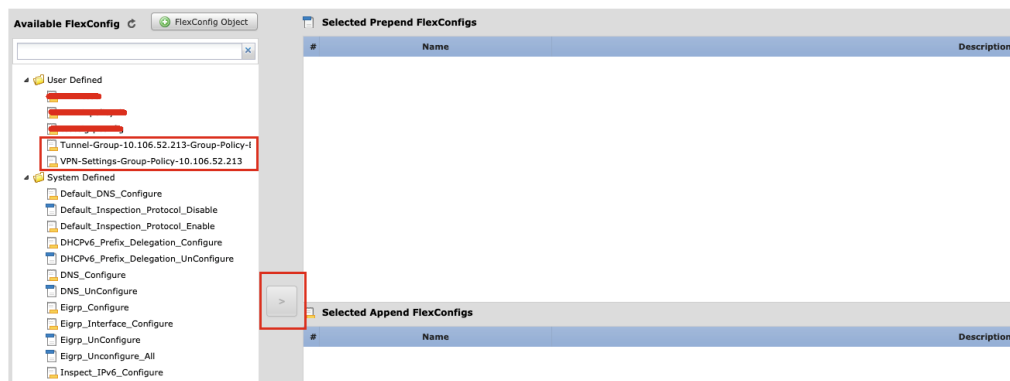 Available FlexConfig
FlexConfig Object
User Defined
Tunnel-Group-10.106.52.213-Group-Policy-
VPN-Settings-Group-Policy-10.106.52.213
System Defined
Default_DNS_Configure
Default_Inspection_Protocol_Disable
Default_Inspection_Protocol_Enable
DHCPv6_Prefix_Delegation_Configure
DHCPv6_Prefix_Delegation_UnConfigure
DNS_Configure
DNS_UnConfigure
Eigrp_Configure
Eigrp_Interface_Configure
Eigrp_UnConfigure
Eigrp_Unconfigure_All
Inspect_IPv6_Configure
>
Selected Prepend FlexConfigs
# Name Description
Selected Append FlexConfigs
# Name Description